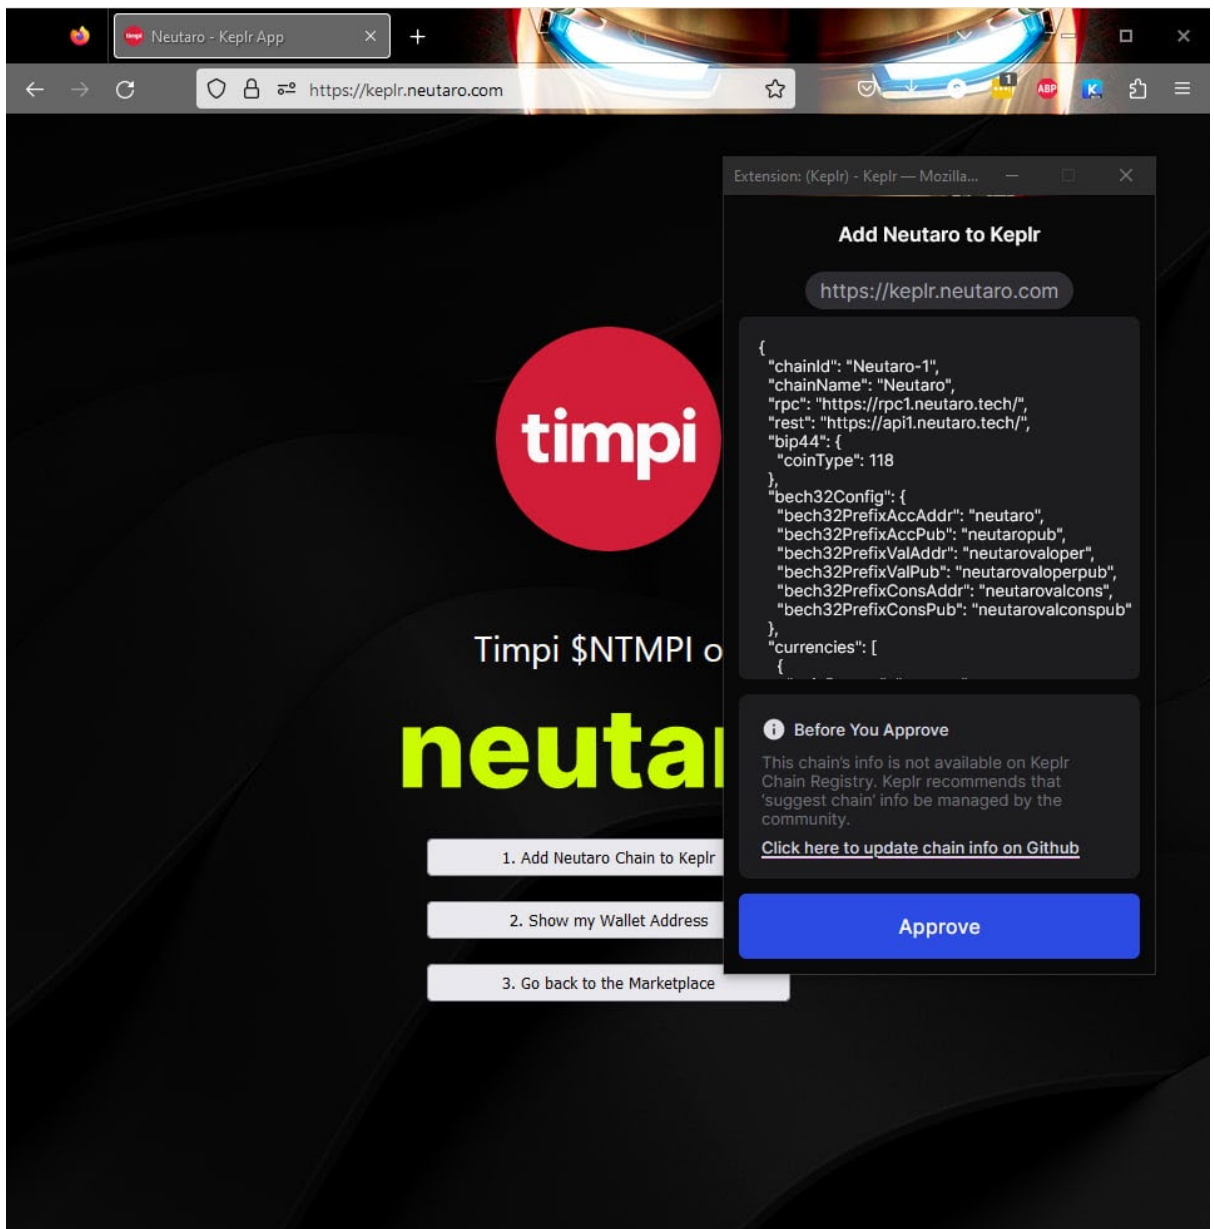 Neutaro - Keplr App
https://keplr.neutaro.com
1
ABP
K
Extension: (Keplr) - Keplr — Mozilla...
Add Neutaro to Keplr
https://keplr.neutaro.com
{
"chainId": "Neutaro-1",
"chainName": "Neutaro",
"rpc": "https://rpc1.neutaro.tech/",
"rest": "https://api1.neutaro.tech/",
"bip44": {
"coinType": 118
},
"bech32Config": {
"bech32PrefixAccAddr": "neutaro",
"bech32PrefixAccPub": "neutaropub",
"bech32PrefixValAddr": "neutarovaloper",
"bech32PrefixValPub": "neutarovaloperpub",
"bech32PrefixConsAddr": "neutarovalcons",
"bech32PrefixConsPub": "neutarovalconspub"
},
"currencies": [
{
Before You Approve
This chain's info is not available on Keplr
Chain Registry. Keplr recommends that
'suggest chain' info be managed by the
community.
Click here to update chain info on Github
Approve
timpi
Timpi $NTMPI o
neuta
1. Add Neutaro Chain to Keplr
2. Show my Wallet Address
3. Go back to the Marketplace